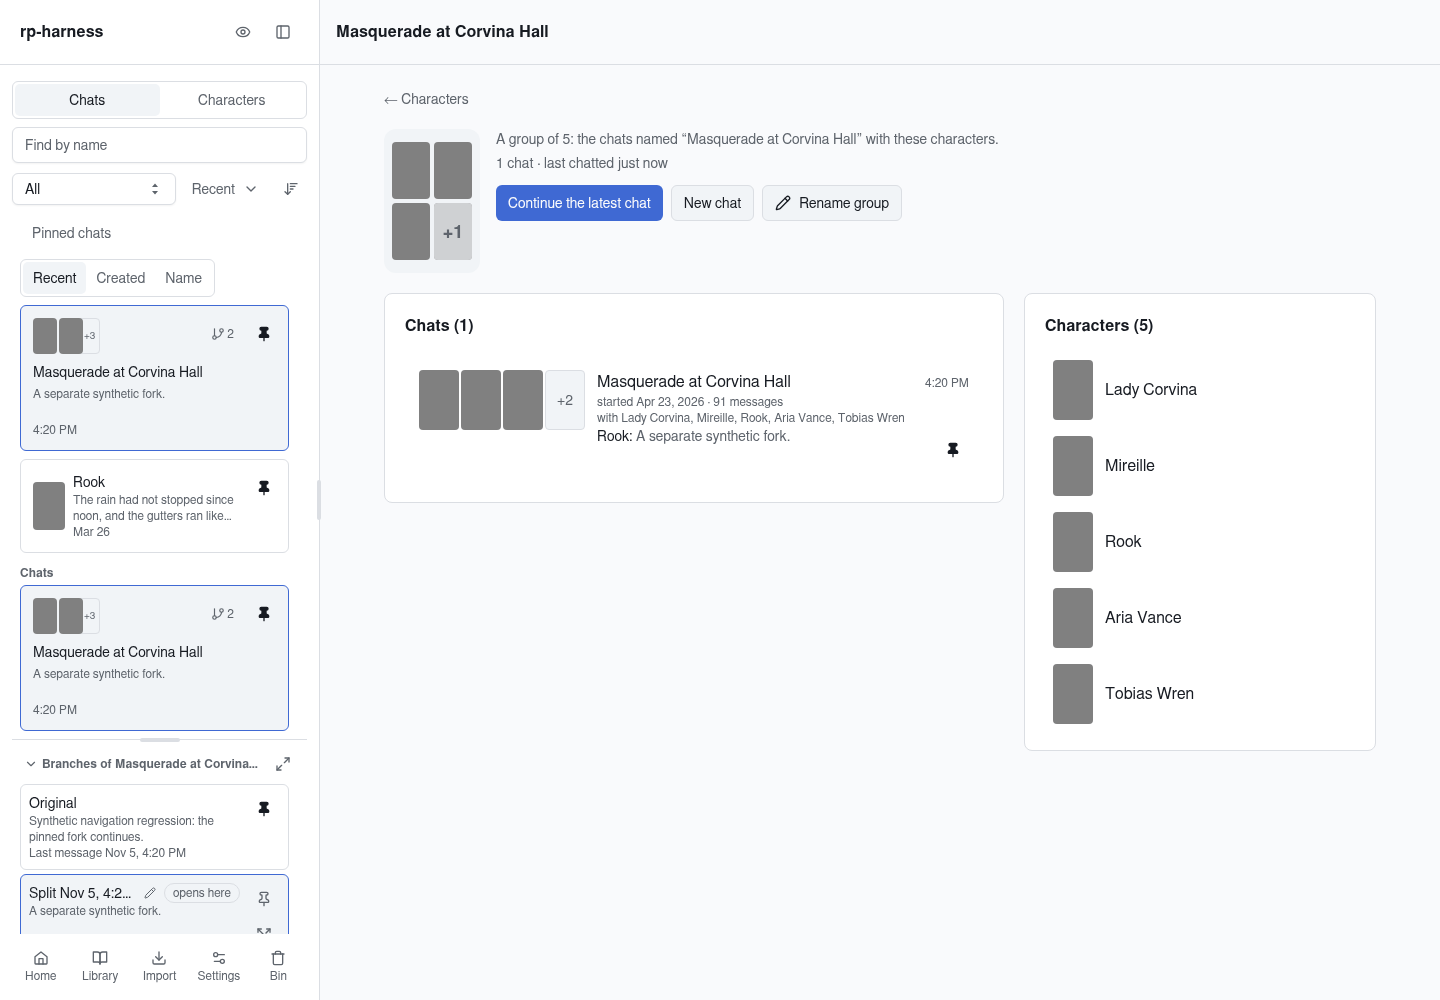 rp-harness
Masquerade at Corvina Hall
Chats
Characters
Find by name
All
Recent
Pinned chats
Recent
Created
Name
+3
2
Masquerade at Corvina Hall
A separate synthetic fork.
4:20 PM
Rook
The rain had not stopped since
noon, and the gutters ran like...
Mar 26
Chats
+3
2
Masquerade at Corvina Hall
A separate synthetic fork.
4:20 PM
Branches of Masquerade at Corvina...
Original
Synthetic navigation regression: the
pinned fork continues.
Last message Nov 5, 4:20 PM
Split Nov 5, 4:2...
opens here
A separate synthetic fork.
Home
Library
Import
Settings
Bin
← Characters
+1
A group of 5: the chats named “Masquerade at Corvina Hall” with these characters.
1 chat · last chatted just now
Continue the latest chat
New chat
Rename group
Chats (1)
+2
Masquerade at Corvina Hall
4:20 PM
started Apr 23, 2026 · 91 messages
with Lady Corvina, Mireille, Rook, Aria Vance, Tobias Wren
Rook: A separate synthetic fork.
Characters (5)
Lady Corvina
Mireille
Rook
Aria Vance
Tobias Wren